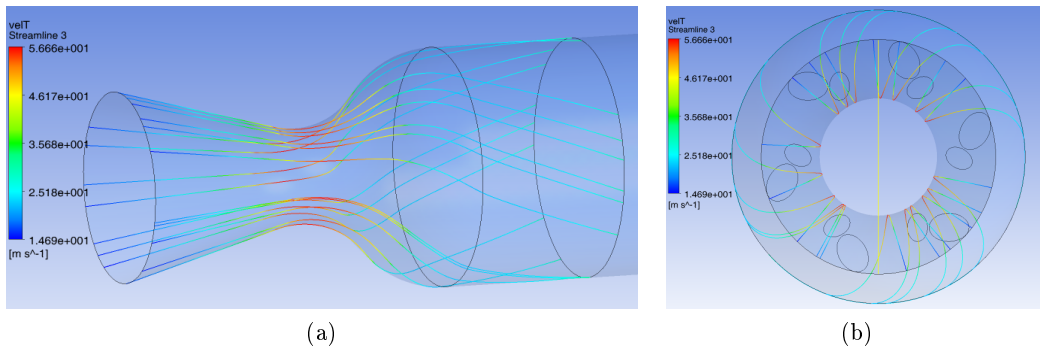 velT
Streamline 3
5.666e+001
4.617e+001
3.568e+001
2.518e+001
1.469e+001
[m s^-1]
(a)
velT
Streamline 3
5.666e+001
4.617e+001
3.568e+001
2.518e+001
1.469e+001
[m s^-1]
(b)